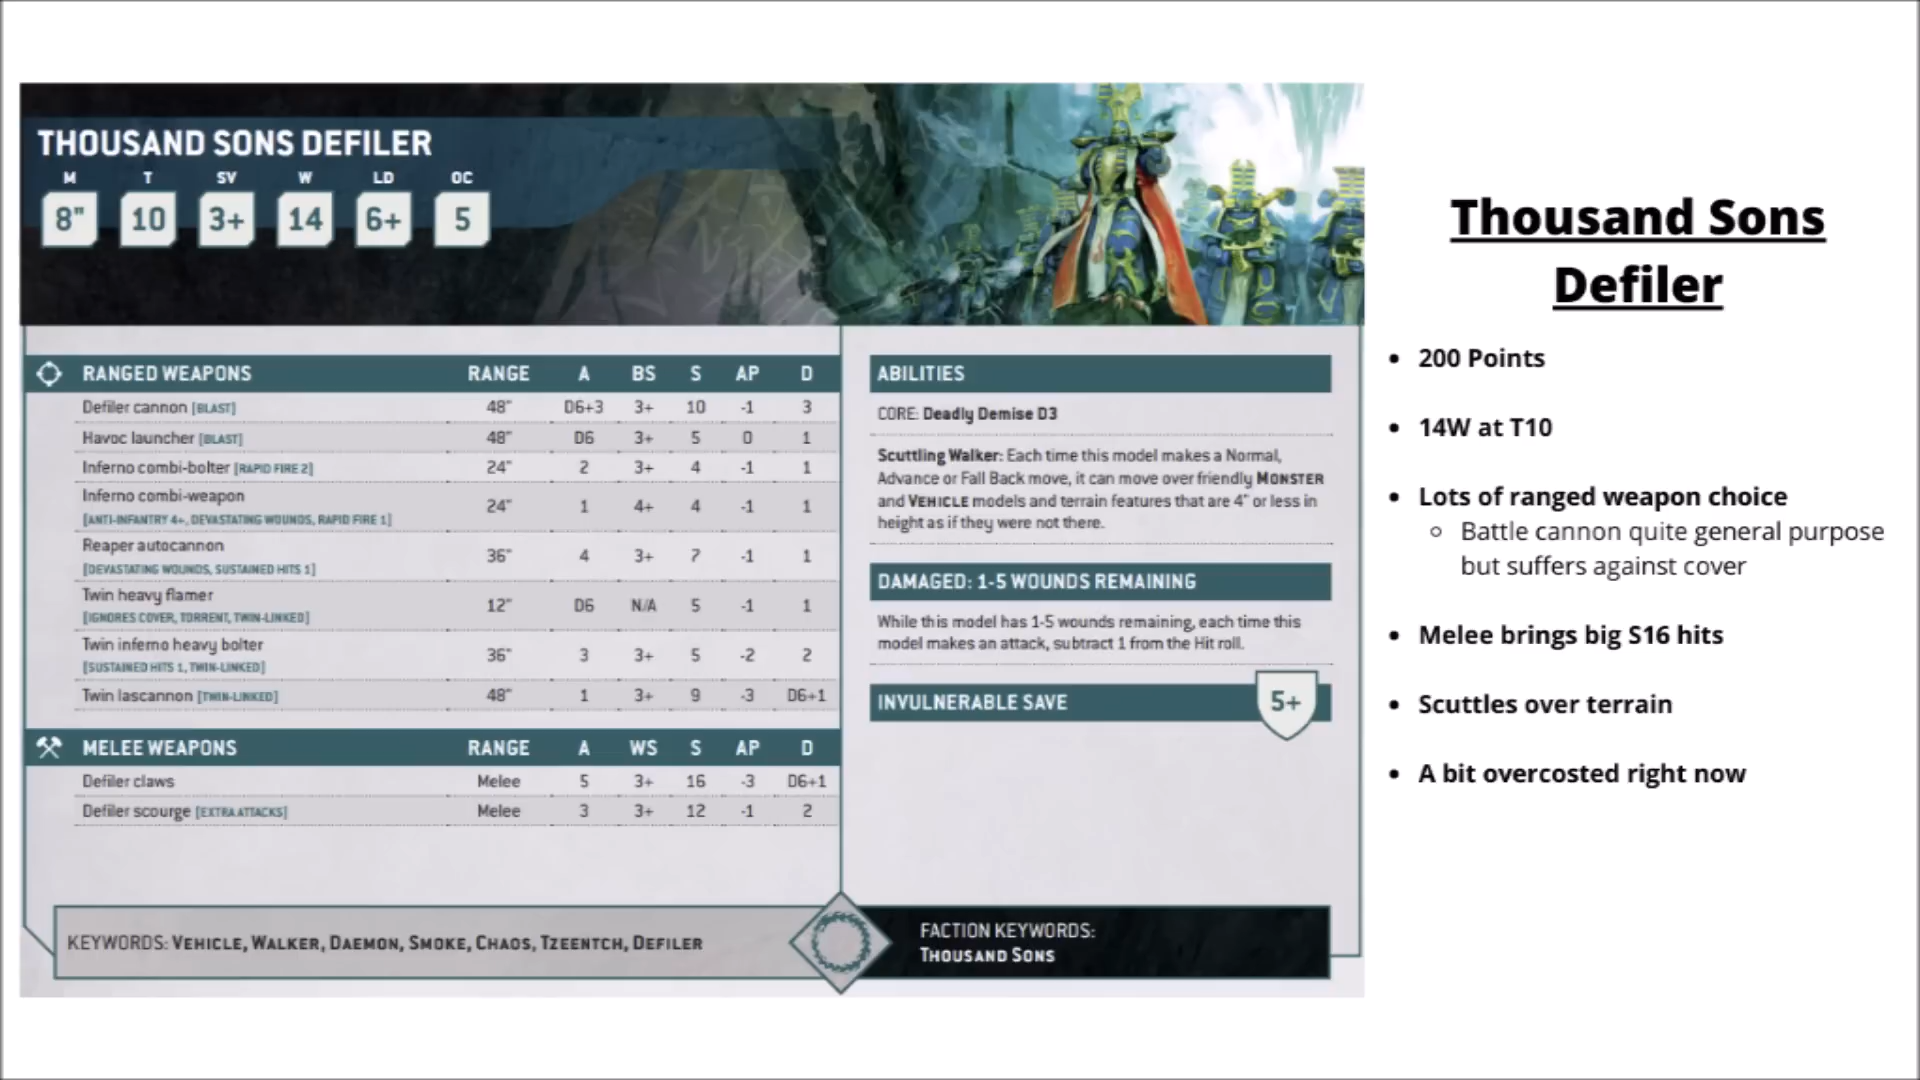 THOUSAND SONS DEFILER
M T SV W LD OC
8" 10 3+ 14 6+ 5
RANGED WEAPONS RANGE A BS S AP D
Defiler cannon [BLAST] 48" D6+3 3+ 10 -1 3
Havoc launcher [BLAST] 48" D6 3+ 5 0 1
Inferno combi-bolter [RAPID FIRE 2] 24" 2 3+ 4 -1 1
Inferno combi-weapon
[ANTI-INFANTRY 4+, DEVASTATING WOUNDS, RAPID FIRE 1] 24" 1 4+ 4 -1 1
Reaper autocannon
[DEVASTATING WOUNDS, SUSTAINED HITS 1] 36" 4 3+ 7 -1 1
Twin heavy flamer
[IGNORES COVER, TORRENT, TWIN-LINKED] 12" D6 N/A 5 -1 1
Twin inferno heavy bolter
[SUSTAINED HITS 1, TWIN-LINKED] 36" 3 3+ 5 -2 2
Twin lascannon [TWIN-LINKED] 48" 1 3+ 9 -3 D6+1
MELEE WEAPONS RANGE A WS S AP D
Defiler claws Melee 5 3+ 16 -3 D6+1
Defiler scourge [EXTRA ATTACKS] Melee 3 3+ 12 -1 2
ABILITIES
CORE: Deadly Demise D3
Scuttling Walker: Each time this model makes a Normal,
Advance or Fall Back move, it can move over friendly MONSTER
and VEHICLE models and terrain features that are 4" or less in
height as if they were not there.
DAMAGED: 1-5 WOUNDS REMAINING
While this model has 1-5 wounds remaining, each time this
model makes an attack, subtract 1 from the Hit roll.
INVULNERABLE SAVE 5+
KEYWORDS: VEHICLE, WALKER, DAEMON, SMOKE, CHAOS, TZEENTCH, DEFILER
FACTION KEYWORDS:
THOUSAND SONS
Thousand Sons
Defiler
• 200 Points
• 14W at T10
• Lots of ranged weapon choice
○ Battle cannon quite general purpose
but suffers against cover
• Melee brings big S16 hits
• Scuttles over terrain
• A bit overcosted right now